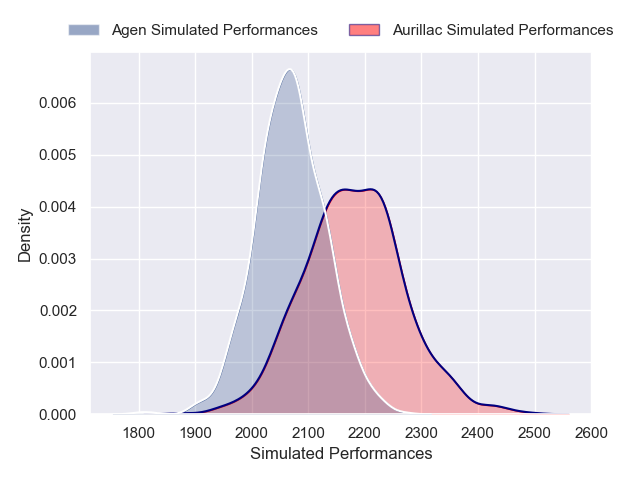 Agen Simulated Performances
Aurillac Simulated Performances
Density
0.006
0.005
0.004
0.003
0.002
0.001
0.000
1800 1900 2000 2100 2200 2300 2400 2500 2600
Simulated Performances